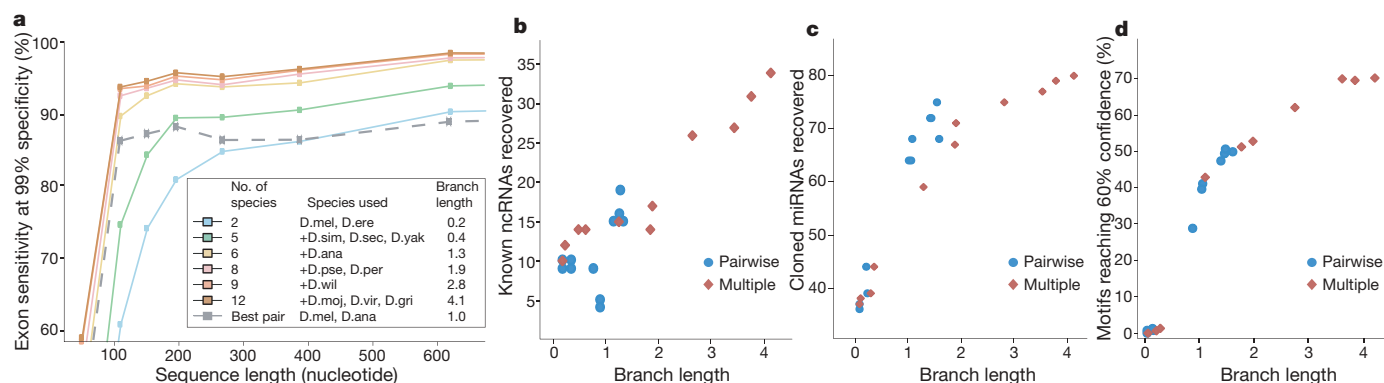 a
Exon sensitivity at 99% specificity (%)
100
90
80
70
60
100 200 300 400 500 600
Sequence length (nucleotide)
No. of species Species used Branch length
2 D.mel, D.ere 0.2
5 +D.sim, D.sec, D.yak 0.4
6 +D.ana 1.3
8 +D.pse, D.per 1.9
9 +D.wil 2.8
12 +D.moj, D.vir, D.gri 4.1
Best pair D.mel, D.ana 1.0
b
Known ncRNAs recovered
35
30
25
20
15
10
5
0 1 2 3 4
Branch length
Pairwise
Multiple
c
Cloned miRNAs recovered
80
70
60
50
40
0 1 2 3 4
Branch length
Pairwise
Multiple
d
Motifs reaching 60% confidence (%)
70
60
50
40
30
20
10
0
0 1 2 3 4
Branch length
Pairwise
Multiple